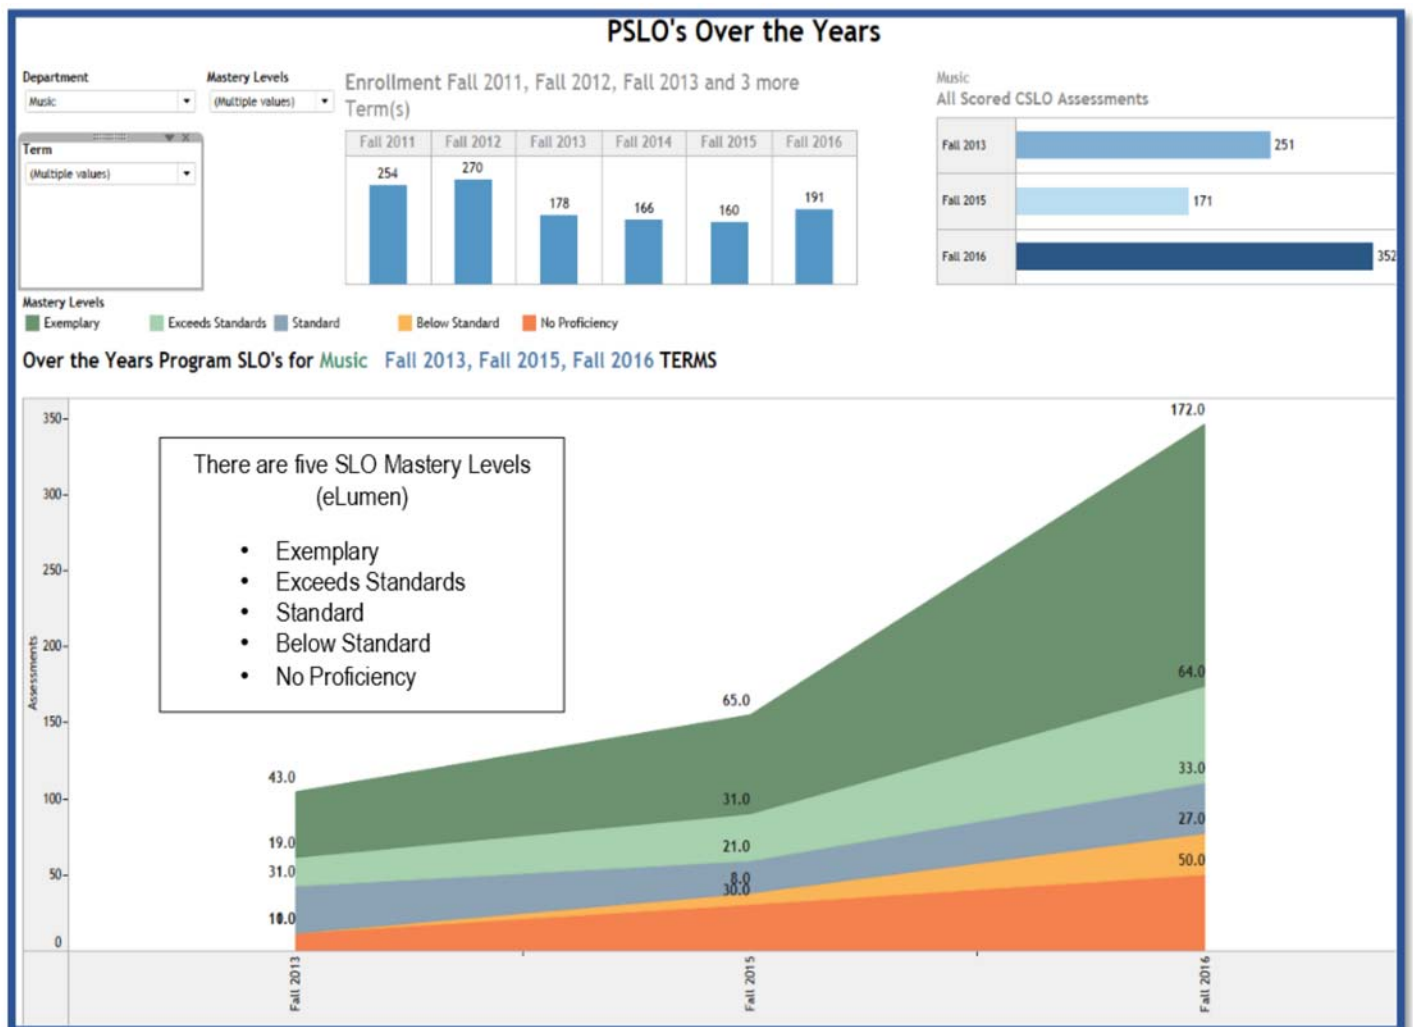 PSLO's Over the Years
Department
Music
Mastery Levels
(Multiple values)
Term
(Multiple values)
Enrollment Fall 2011, Fall 2012, Fall 2013 and 3 more
Term(s)
Fall 2011 Fall 2012 Fall 2013 Fall 2014 Fall 2015 Fall 2016
254 270 178 166 160 191
Music
All Scored CSLO Assessments
Fall 2013 251
Fall 2015 171
Fall 2016 352
Mastery Levels
Exemplary Exceeds Standards Standard Below Standard No Proficiency
Over the Years Program SLO's for Music Fall 2013, Fall 2015, Fall 2016 TERMS
350
300
250
200
150
100
50
0
Assessments
There are five SLO Mastery Levels
(eLumen)
• Exemplary
• Exceeds Standards
• Standard
• Below Standard
• No Proficiency
43.0
19.0
31.0
65.0
31.0
21.0
8.0
30.0
172.0
64.0
33.0
27.0
50.0
Fall 2013 Fall 2015 Fall 2016